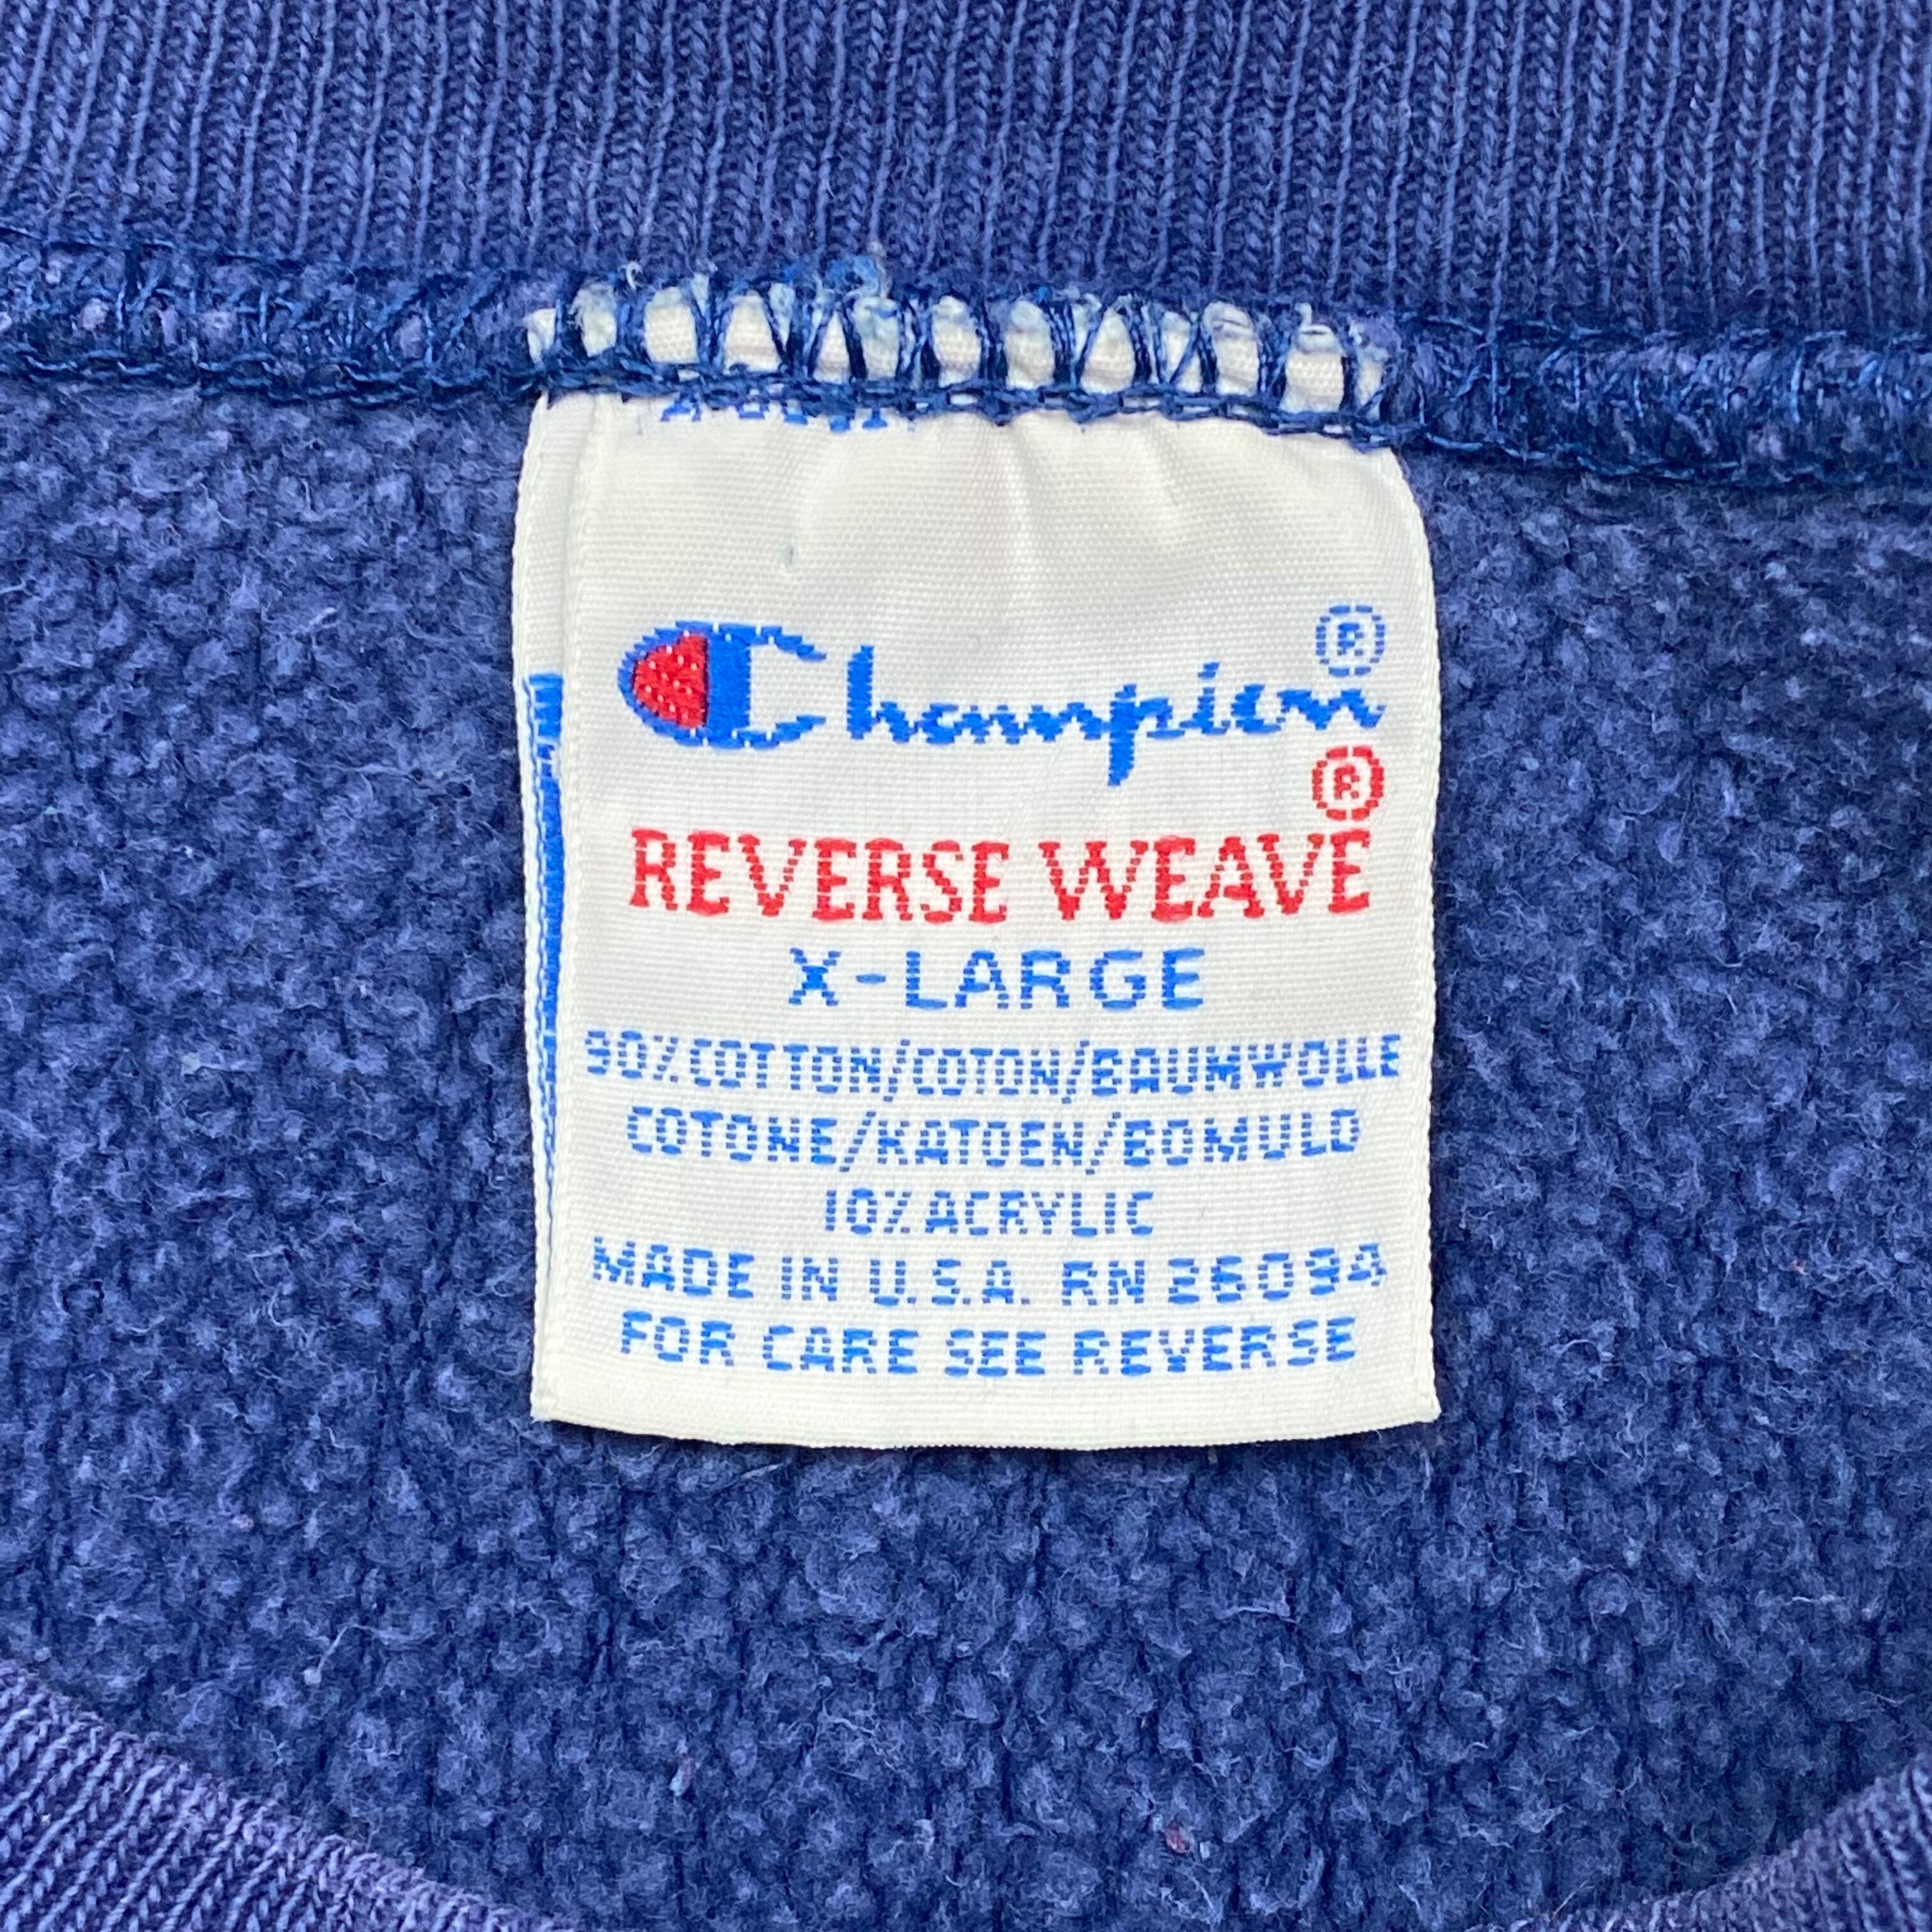 Champion ®
®
REVERSE WEAVE
X-LARGE
90% COTTON/COTON/BAUMWOLLE
COTONE/KATOEN/BOMULD
10% ACRYLIC
MADE IN U.S.A. RN 26094
FOR CARE SEE REVERSE